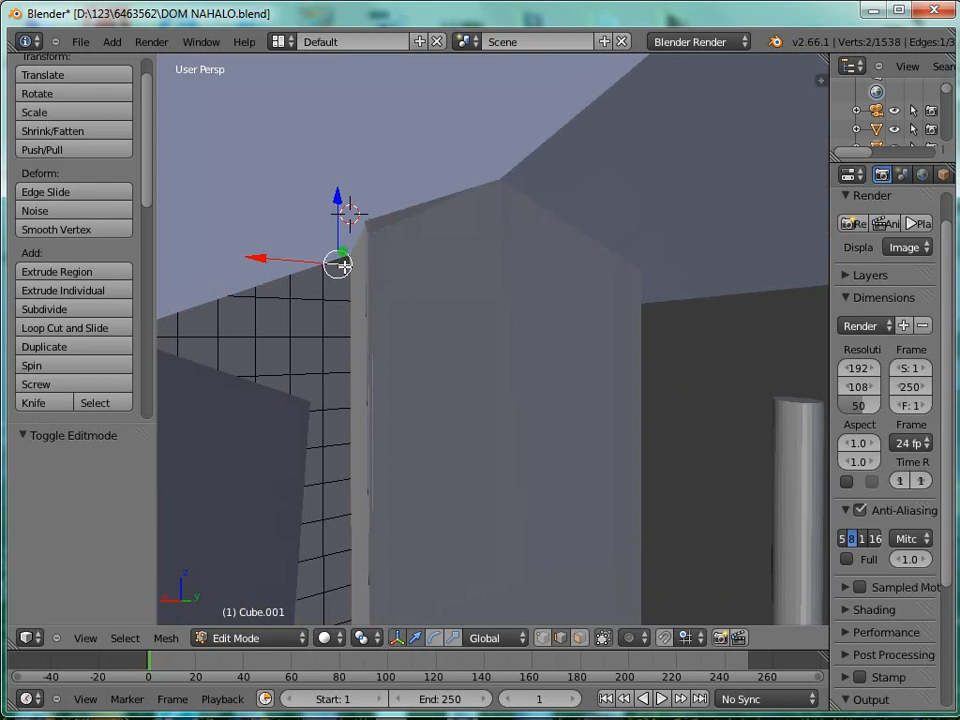 Blender* [D:\123\6463562\DOM NAHALO.blend]
File Add Render Window Help Default Scene Blender Render v2.66.1 | Verts:2/1538 | Edges:1/3
Transform:
Translate
Rotate
Scale
Shrink/Fatten
Push/Pull
Deform:
Edge Slide
Noise
Smooth Vertex
Add:
Extrude Region
Extrude Individual
Subdivide
Loop Cut and Slide
Duplicate
Spin
Screw
Knife Select
Toggle Editmode
User Persp
z
x y
(1) Cube.001
View Sear
Render
Re Ani Pla
Displa Image
Layers
Dimensions
Render
Resoluti Frame
192 S: 1
108 250
50 F: 1
Aspect Frame
1.0 24 fp
1.0 Time R
1 1
Anti-Aliasing
5 8 1 16 Mitc
Full 1.0
Sampled Mot
Shading
Performance
Post Processing
Stamp
Output
View Select Mesh Edit Mode Global
-40 -20 0 20 40 60 80 100 120 140 160 180 200 220 240 260
View Marker Frame Playback Start: 1 End: 250 1 No Sync